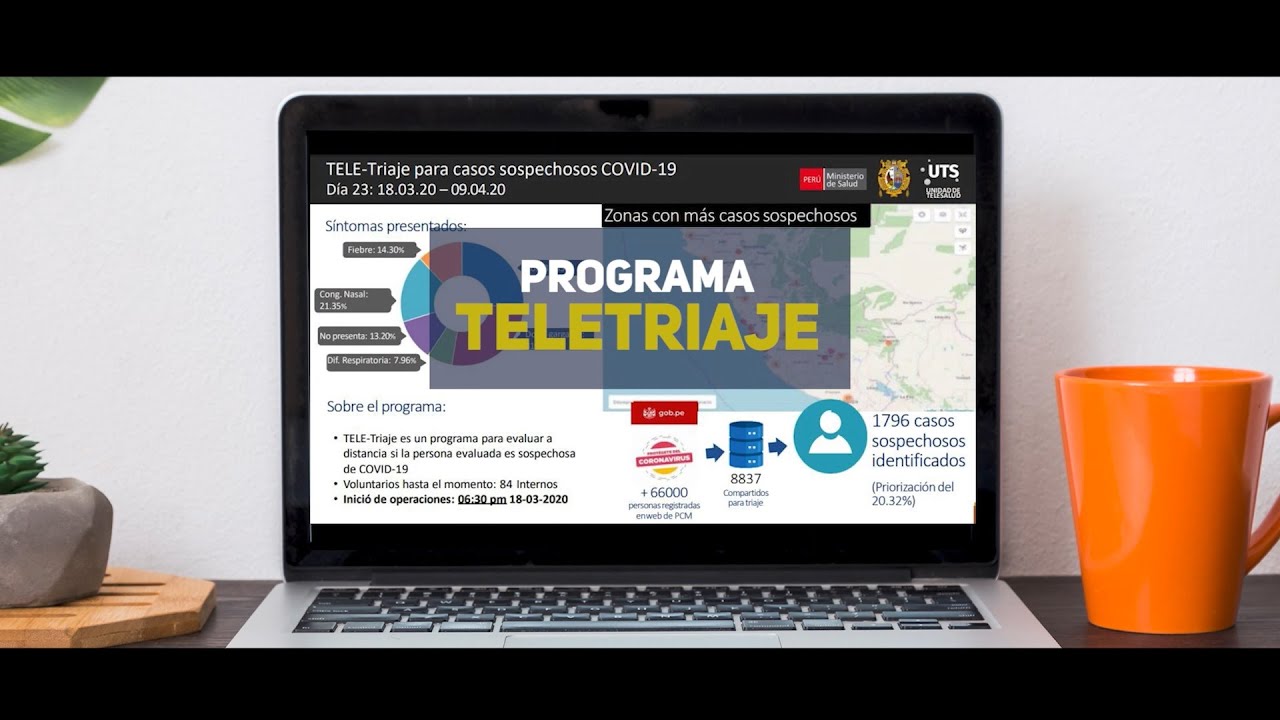 TELE-Triaje para casos sospechosos COVID-19
Día 23: 18.03.20 – 09.04.20
PERÚ
Ministerio
de Salud
UTS
UNIDAD DE
TELESALUD
Síntomas presentados:
Fiebre: 14.30%
Cong. Nasal:
21.35%
No presenta: 13.20%
Dif. Respiratoria: 7.96%
Zonas con más casos sospechosos
PROGRAMA
TELETRIAJE
Sobre el programa:
• TELE-Triaje es un programa para evaluar a
distancia si la persona evaluada es sospechosa
de COVID-19
• Voluntarios hasta el momento: 84 Internos
• Inició de operaciones: 06:30 pm 18-03-2020
gob.pe
CORONAVIRUS
+ 66000
personas registradas
en web de PCM
8837
Compartidos
para triaje
1796 casos
sospechosos
identificados
(Priorización del
20.32%)